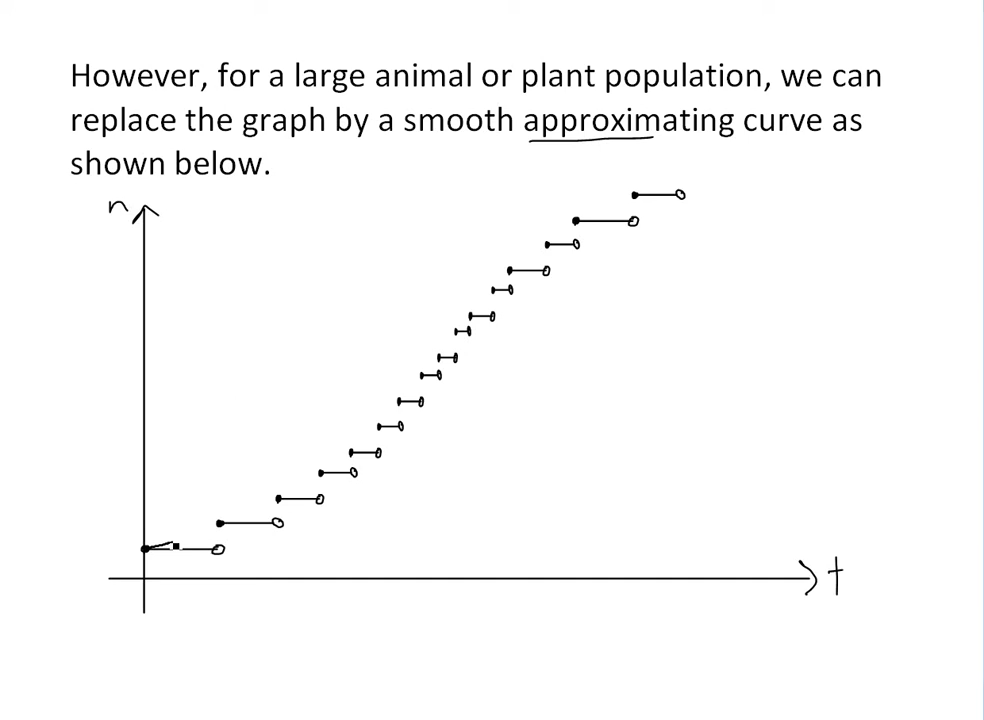 However, for a large animal or plant population, we can
replace the graph by a smooth approximating curve as
shown below.
n
t